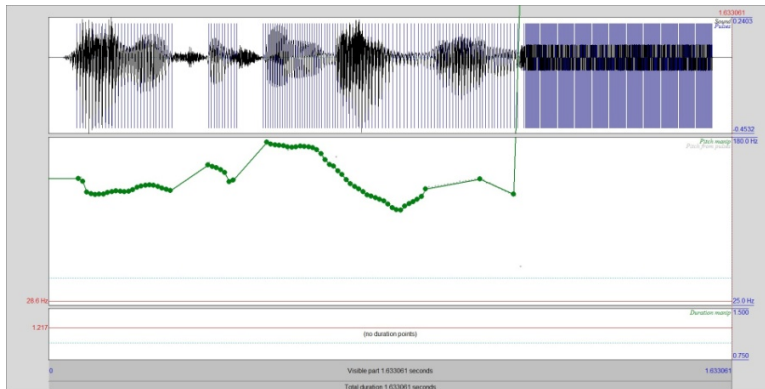 1.633061
Sound
Pulses
0.2403
-0.4532
Pitch manip
Pitch from pulses
180.0 Hz
28.6 Hz
25.0 Hz
Duration manip
1.500
1.217
(no duration points)
0.750
0
Visible part 1.633061 seconds
1.633061
Total duration 1.633061 seconds